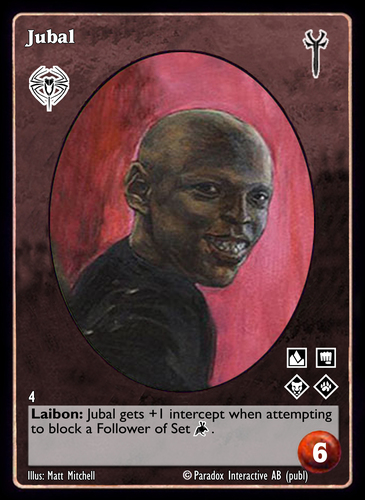 Jubal
4
Laibon: Jubal gets +1 intercept when attempting
to block a Follower of Set .
6
Illus: Matt Mitchell © Paradox Interactive AB (publ)